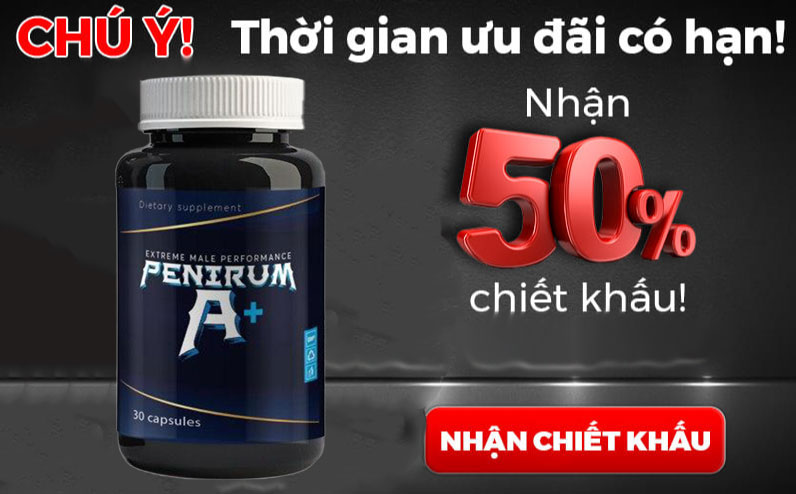 CHÚ Ý! Thời gian ưu đãi có hạn!
Nhận
50%
chiết khấu!
Dietary supplement
EXTREME MALE PERFORMANCE
PENIRUM
A+
30 capsules
NHẬN CHIẾT KHẤU